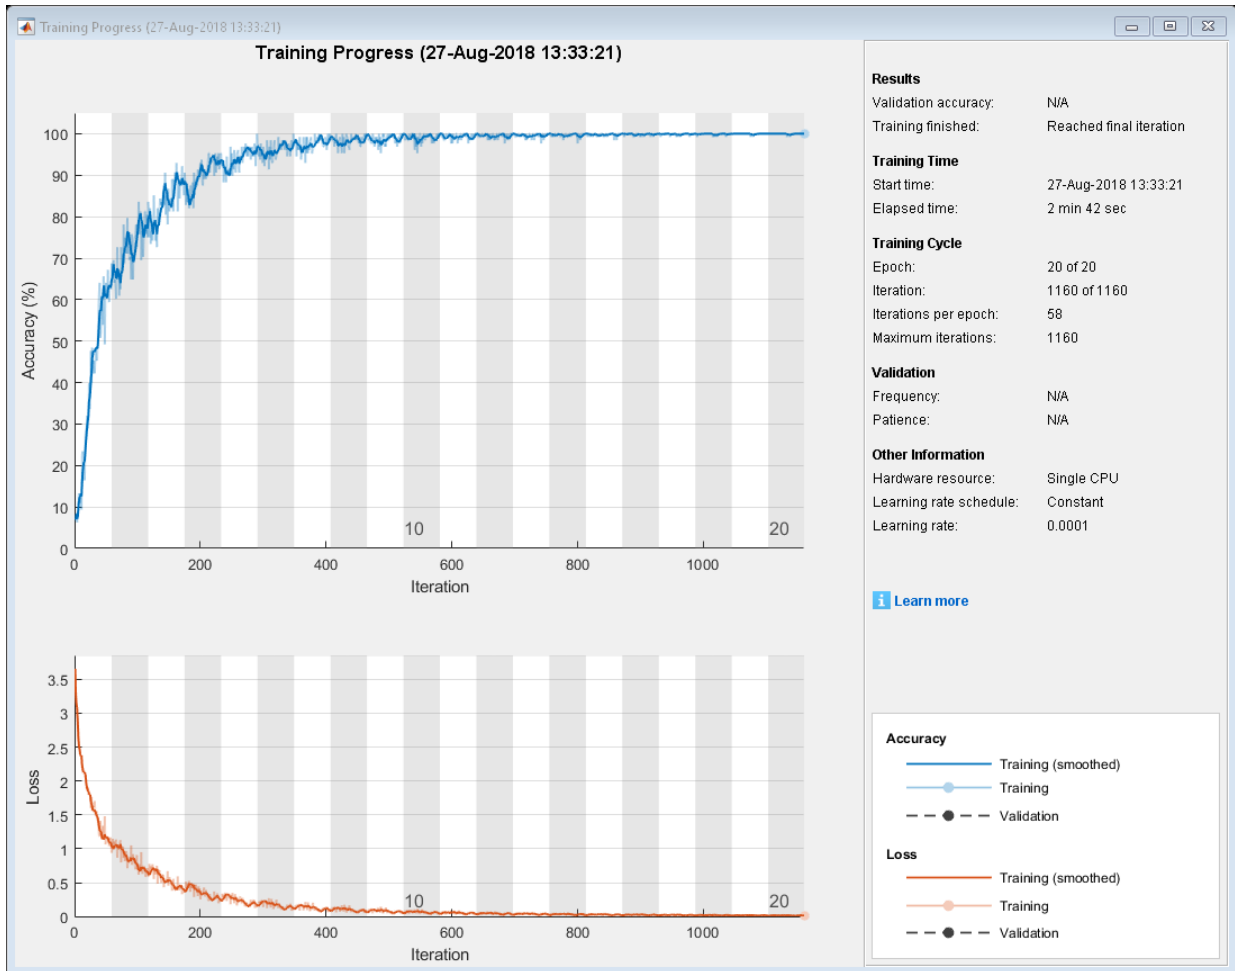 Training Progress (27-Aug-2018 13:33:21)
Training Progress (27-Aug-2018 13:33:21)
100
90
80
70
60
50
40
30
20
10
0
Accuracy (%)
10
20
0
200
400
600
800
1000
Iteration
3.5
3
2.5
2
1.5
1
0.5
0
Loss
10
20
0
200
400
600
800
1000
Iteration
Results
Validation accuracy: N/A
Training finished: Reached final iteration
Training Time
Start time: 27-Aug-2018 13:33:21
Elapsed time: 2 min 42 sec
Training Cycle
Epoch: 20 of 20
Iteration: 1160 of 1160
Iterations per epoch: 58
Maximum iterations: 1160
Validation
Frequency: N/A
Patience: N/A
Other Information
Hardware resource: Single CPU
Learning rate schedule: Constant
Learning rate: 0.0001
i Learn more
Accuracy
Training (smoothed)
Training
Validation
Loss
Training (smoothed)
Training
Validation